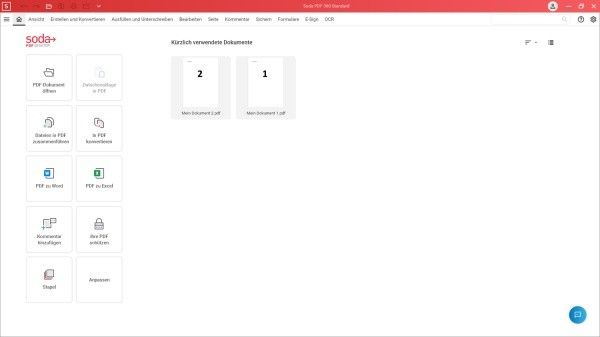 S
Soda PDF 360 Standard
Ansicht Erstellen und Konvertieren Ausfüllen und Unterschreiben Bearbeiten Seite Kommentar Sichern Formulare E-Sign OCR
soda
PDF DESKTOP
Kürzlich verwendete Dokumente
PDF Dokument
öffnen
in PDF
2
Mein Dokument 2.pdf
1
Mein Dokument 1.pdf
Dateien in PDF
zusammenführen
In PDF
konvertieren
PDF zu Word
PDF zu Excel
Kommentar
hinzufügen
Ihre PDF
schützen
Stapel
Anpassen